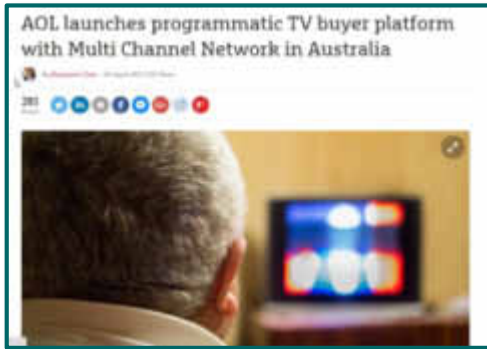 AOL launches programmatic TV buyer platform
with Multi Channel Network in Australia